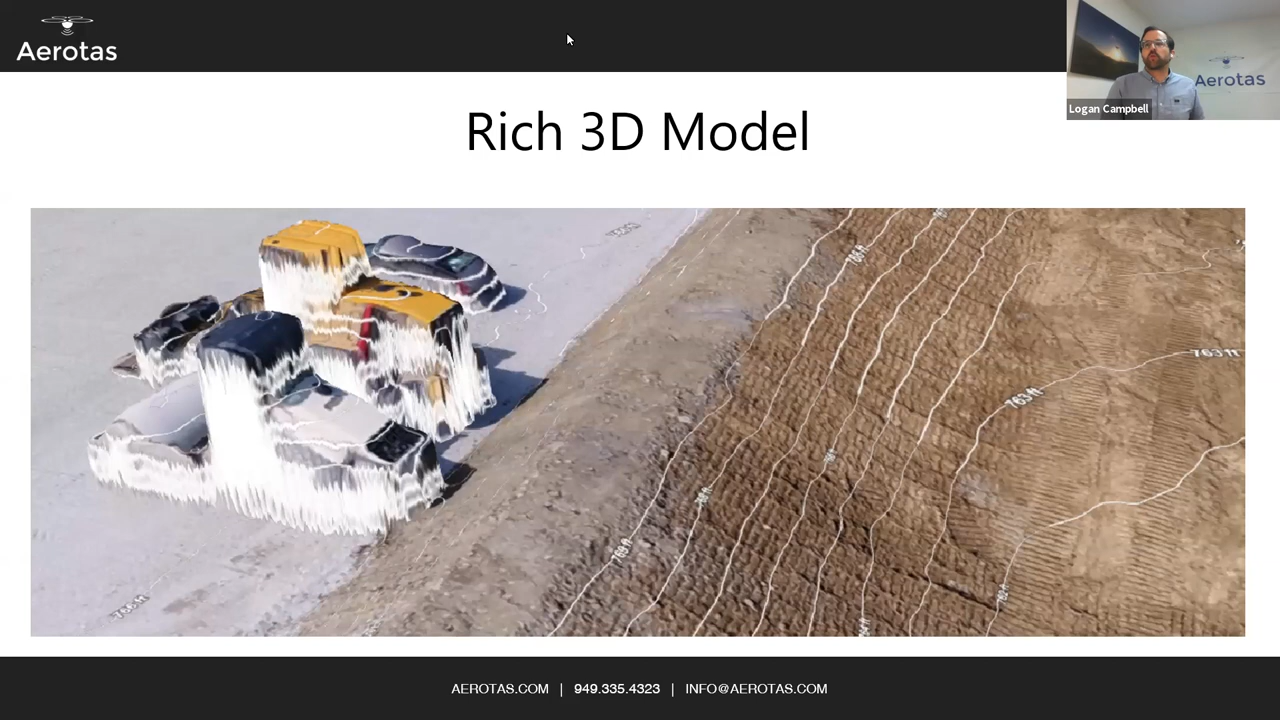 Aerotas
Logan Campbell
Aerotas
Rich 3D Model
763 ft
763 ft
AEROTAS.COM | 949.335.4323 | INFO@AEROTAS.COM